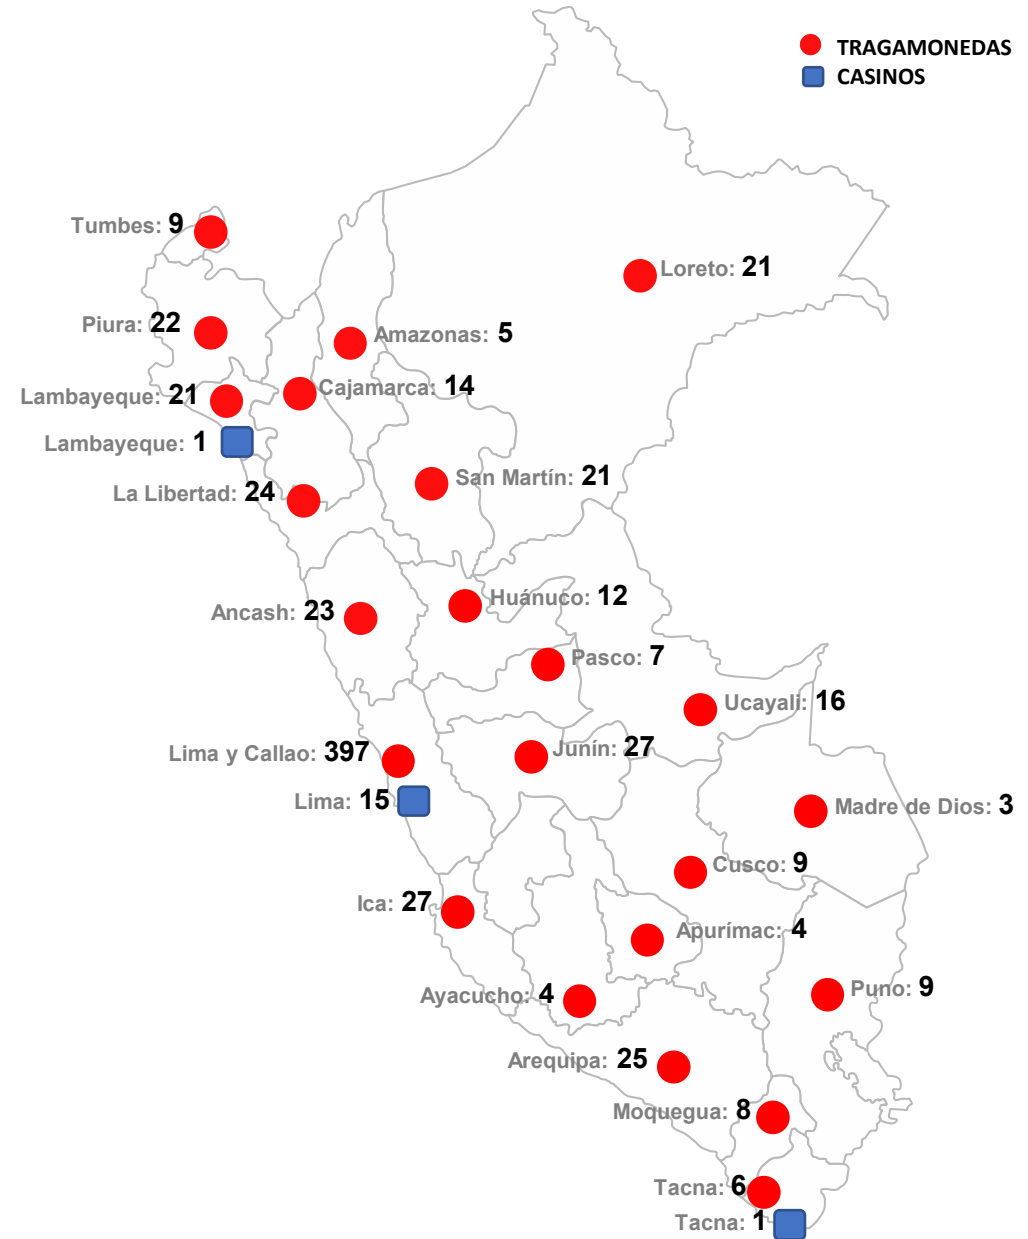 TRAGAMONEDAS
CASINOS
Tumbes: 9
Loreto: 21
Piura: 22
Amazonas: 5
Cajamarca: 14
Lambayeque: 21
Lambayeque: 1
San Martín: 21
La Libertad: 24
Huánuco: 12
Ancash: 23
Pasco: 7
Ucayali: 16
Lima y Callao: 397
Junín: 27
Lima: 15
Madre de Dios: 3
Cusco: 9
Ica: 27
Apurímac: 4
Ayacucho: 4
Puno: 9
Arequipa: 25
Moquegua: 8
Tacna: 6
Tacna: 1